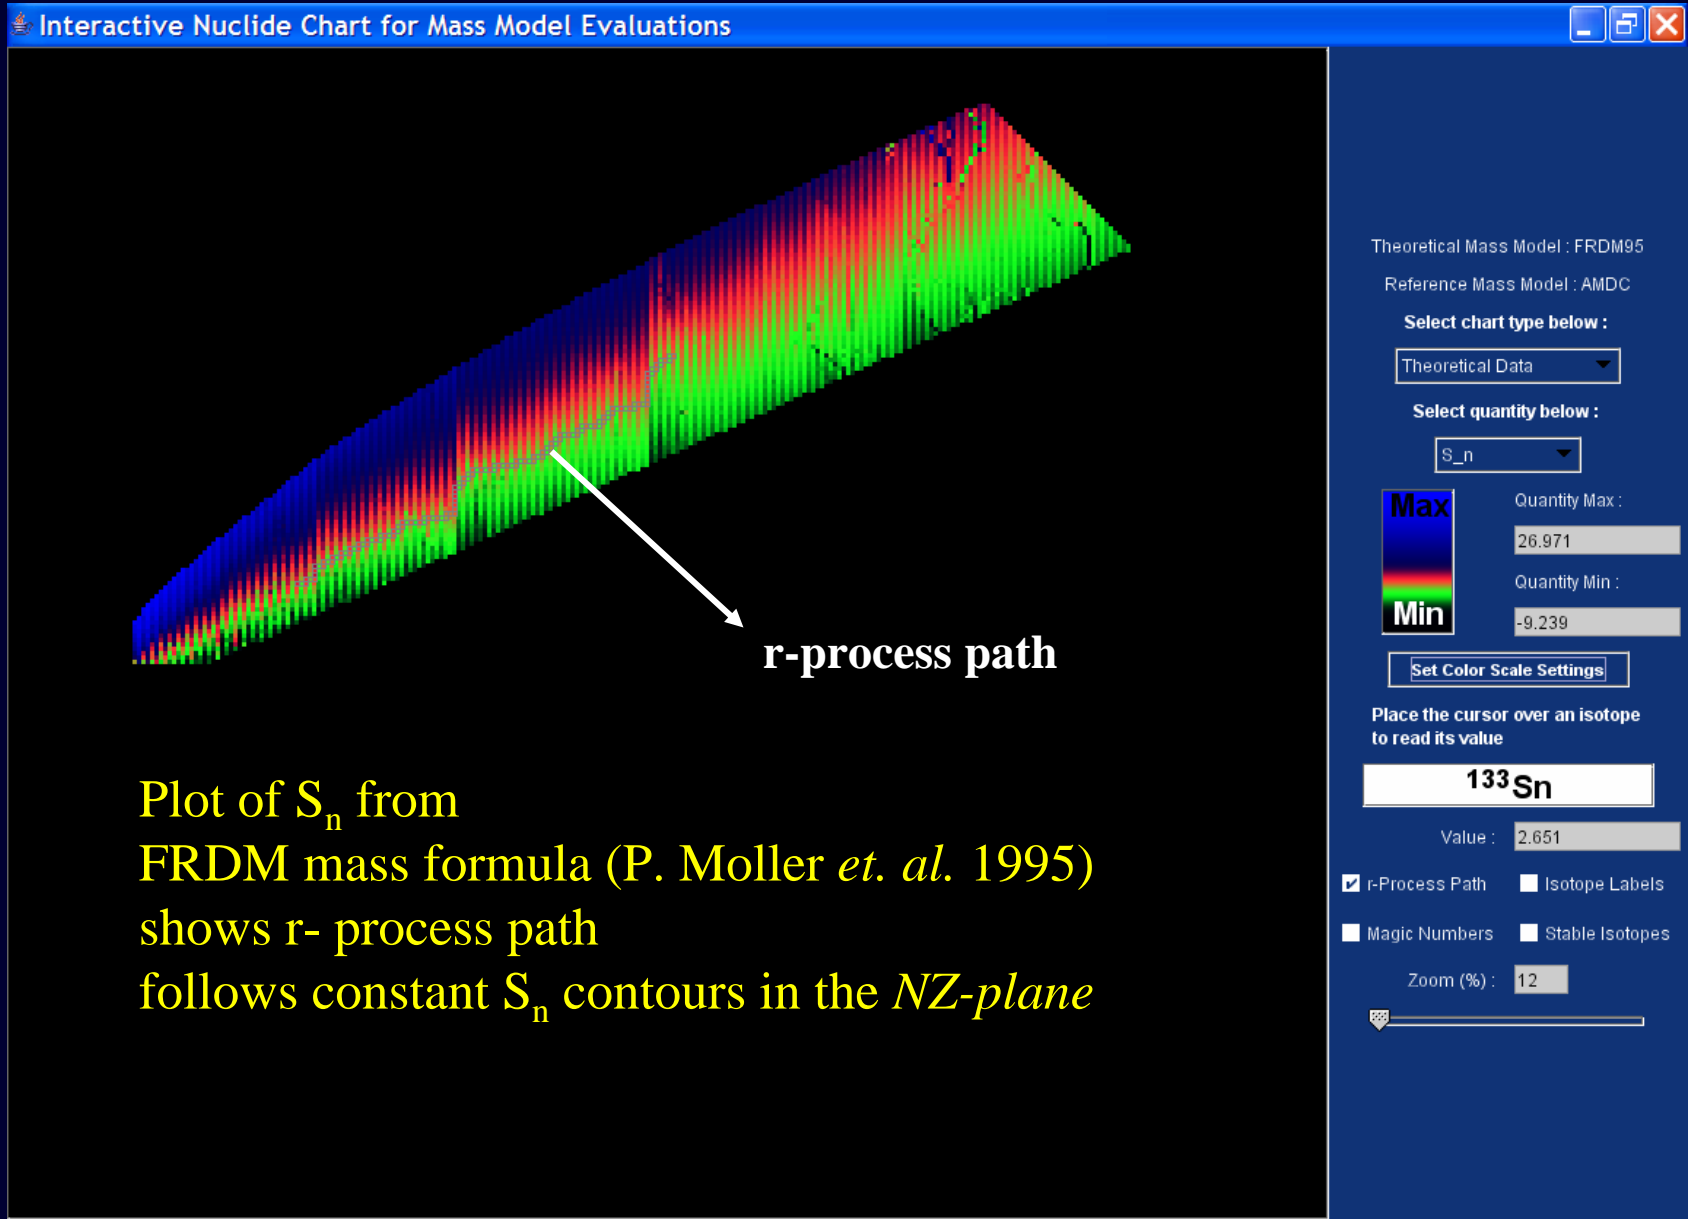 Interactive Nuclide Chart for Mass Model Evaluations
r-process path
Plot of Sn from
FRDM mass formula (P. Moller et. al. 1995)
shows r- process path
follows constant Sn contours in the NZ-plane
Theoretical Mass Model : FRDM95
Reference Mass Model : AMDC
Select chart type below :
Theoretical Data
Select quantity below :
S_n
Max
Min
Quantity Max :
26.971
Quantity Min :
-9.239
Set Color Scale Settings
Place the cursor over an isotope
to read its value
133Sn
Value : 2.651
r-Process Path Isotope Labels
Magic Numbers Stable Isotopes
Zoom (%) : 12